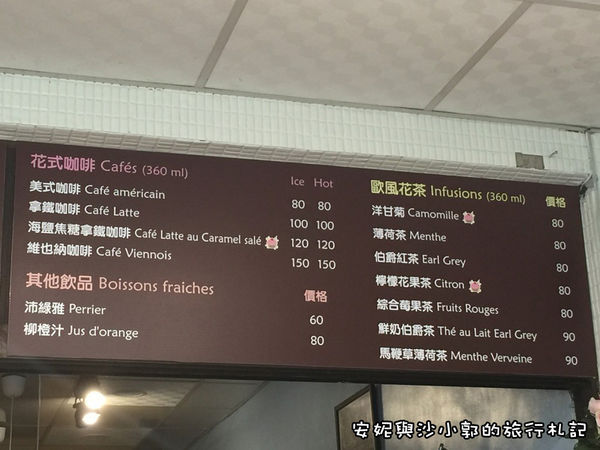 花式咖啡 Cafés (360 ml) Ice Hot
美式咖啡 Café américain 80 80
拿鐵咖啡 Café Latte 100 100
海鹽焦糖拿鐵咖啡 Café Latte au Caramel salé 120 120
維也納咖啡 Café Viennois 150 150
其他飲品 Boissons fraiches 價格
沛綠雅 Perrier 60
柳橙汁 Jus d'orange 80
歐風花茶 Infusions (360 ml) 價格
洋甘菊 Camomille 80
薄荷茶 Menthe 80
伯爵紅茶 Earl Grey 80
檸檬花果茶 Citron 80
綜合莓果茶 Fruits Rouges 80
鮮奶伯爵茶 Thé au Lait Earl Grey 90
馬鞭草薄荷茶 Menthe Verveine 90
安妮與沙小郭的旅行札記